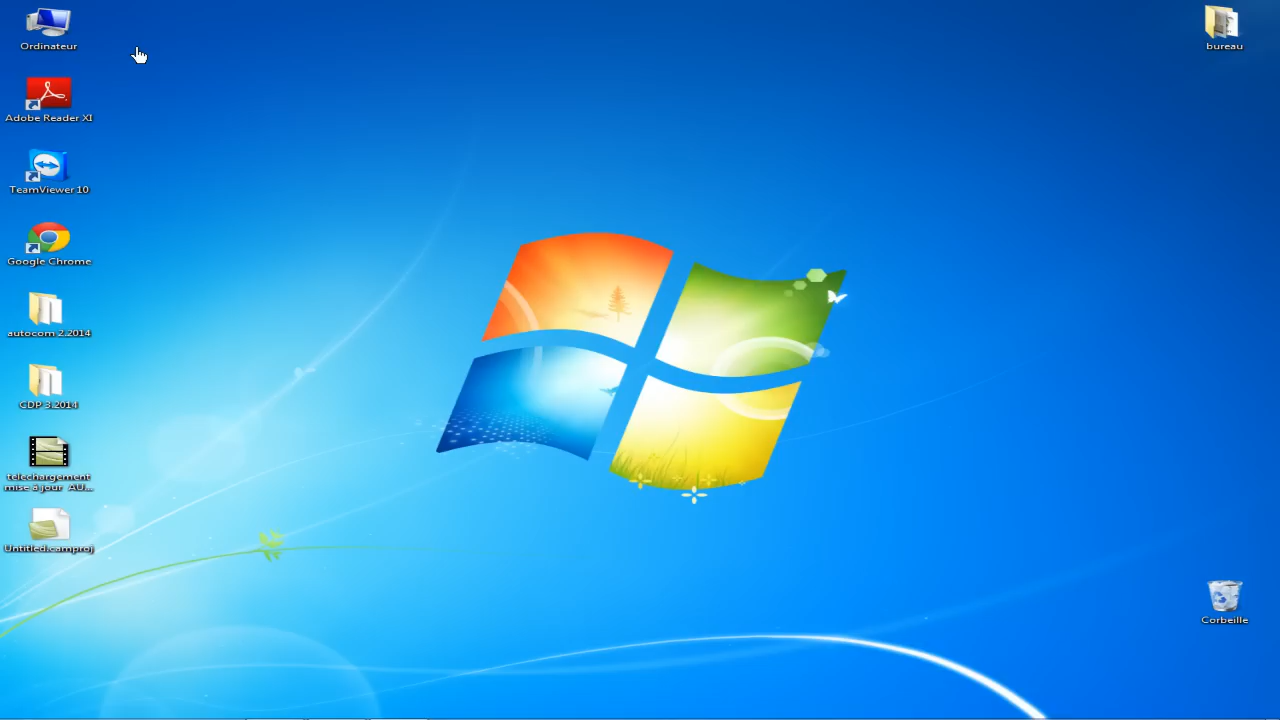 Ordinateur
bureau
Adobe Reader XI
TeamViewer 10
Google Chrome
autocom 2.2014
CDP 3.2014
telechargement
mise a jour AU...
Untitled.camproj
Corbeille